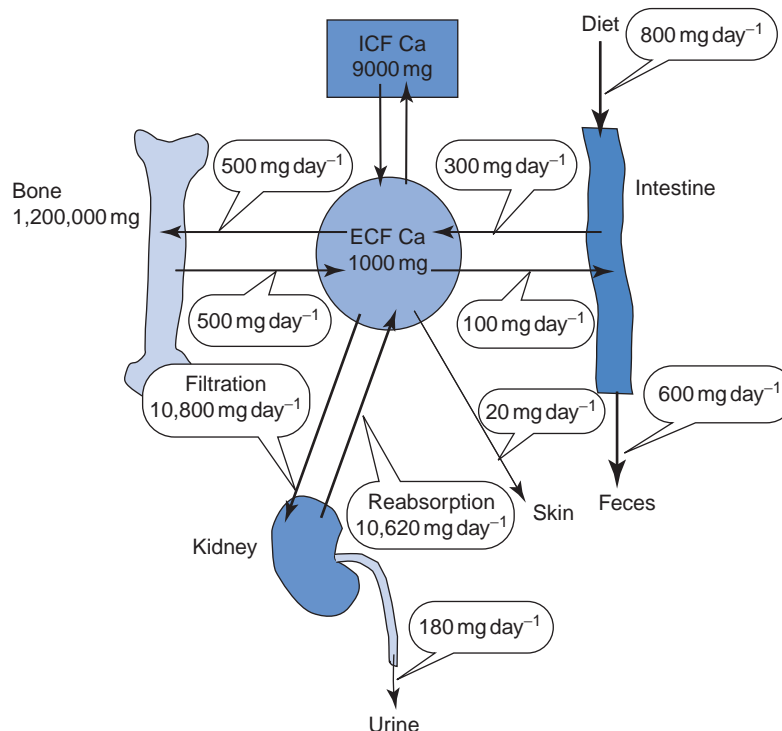 Diet
800 mg day⁻¹
ICF Ca
9000 mg
500 mg day⁻¹
300 mg day⁻¹
Intestine
Bone
1,200,000 mg
ECF Ca
1000 mg
500 mg day⁻¹
100 mg day⁻¹
Filtration
10,800 mg day⁻¹
20 mg day⁻¹
600 mg day⁻¹
Reabsorption
10,620 mg day⁻¹
Skin
Feces
Kidney
180 mg day⁻¹
Urine